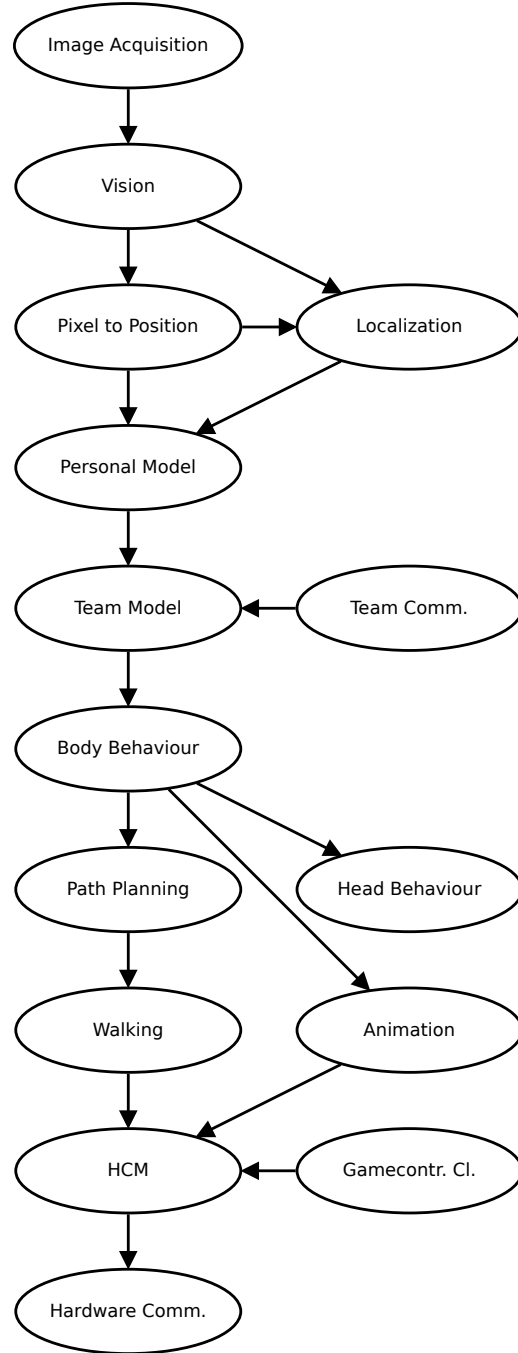 Image Acquisition
Vision
Pixel to Position
Localization
Personal Model
Team Model
Team Comm.
Body Behaviour
Path Planning
Head Behaviour
Walking
Animation
HCM
Gamecontr. Cl.
Hardware Comm.